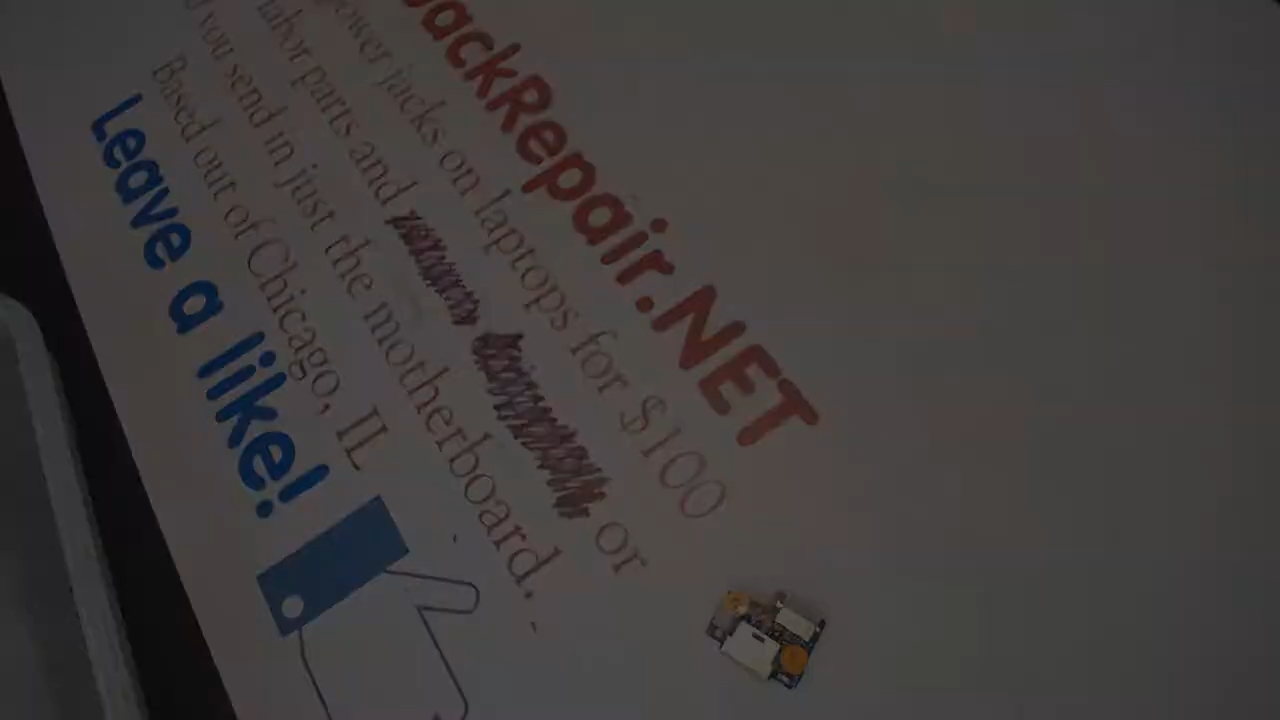 JackRepair.NET
power jacks on laptops for $100
labor parts and or
you send in just the motherboard.
Based out of Chicago, IL
Leave a like!